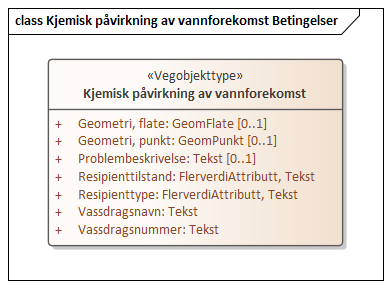 class Kjemisk påvirkning av vannforekomst Betingelser
«Vegobjekttype»
Kjemisk påvirkning av vannforekomst
+ Geometri, flate: GeomFlate [0..1]
+ Geometri, punkt: GeomPunkt [0..1]
+ Problembeskrivelse: Tekst [0..1]
+ Resipienttilstand: FlerverdiAttributt, Tekst
+ Resipienttype: FlerverdiAttributt, Tekst
+ Vassdragsnavn: Tekst
+ Vassdragsnummer: Tekst